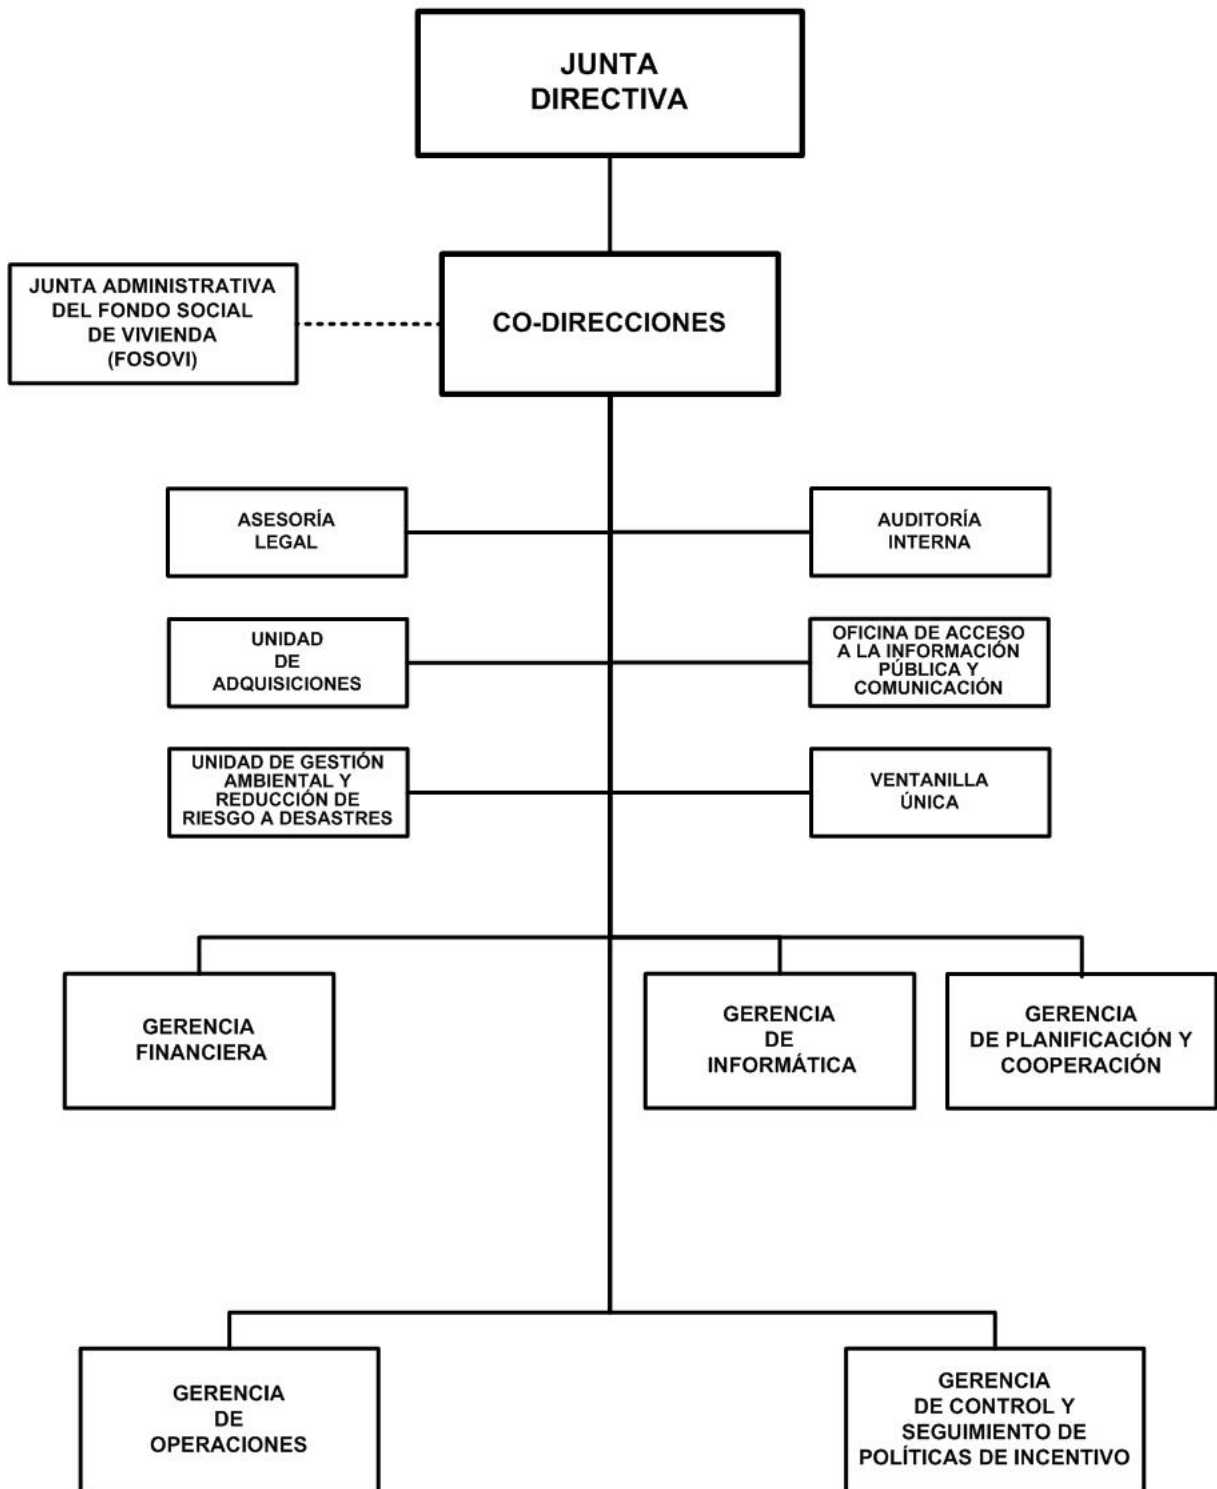 JUNTA
DIRECTIVA
JUNTA ADMINISTRATIVA
DEL FONDO SOCIAL
DE VIVIENDA
(FOSOVI)
CO-DIRECCIONES
ASESORÍA
LEGAL
AUDITORÍA
INTERNA
UNIDAD
DE
ADQUISICIONES
OFICINA DE ACCESO
A LA INFORMACIÓN
PÚBLICA Y
COMUNICACIÓN
UNIDAD DE GESTIÓN
AMBIENTAL Y
REDUCCIÓN DE
RIESGO A DESASTRES
VENTANILLA
ÚNICA
GERENCIA
FINANCIERA
GERENCIA
DE
INFORMÁTICA
GERENCIA
DE PLANIFICACIÓN Y
COOPERACIÓN
GERENCIA
DE
OPERACIONES
GERENCIA
DE CONTROL Y
SEGUIMIENTO DE
POLÍTICAS DE INCENTIVO